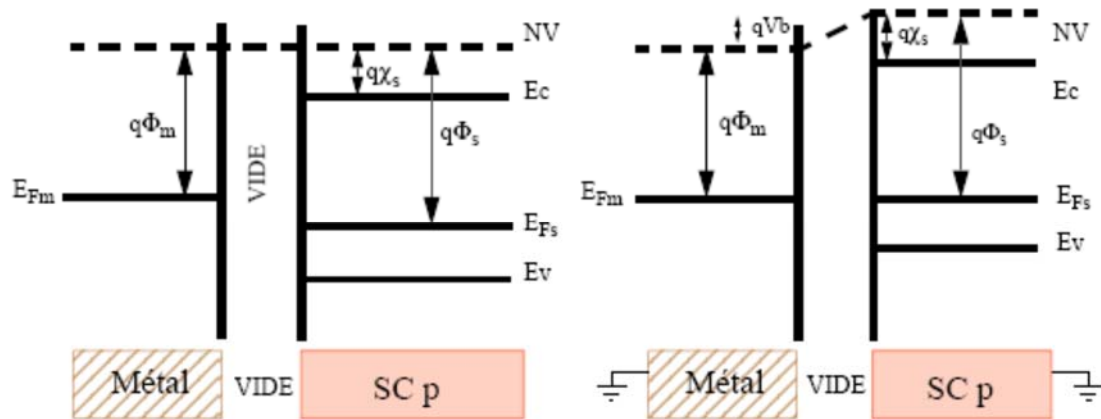 NV
qχs
Ec
qΦm
qΦs
VIDE
EFm
EFs
Ev
Métal
VIDE
SC p
qVb
NV
qχs
Ec
qΦm
qΦs
EFm
EFs
Ev
Métal
VIDE
SC p